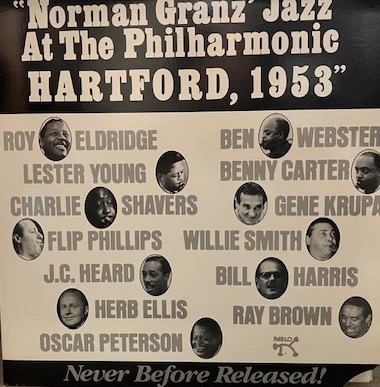 "Norman Granz' Jazz
At The Philharmonic
HARTFORD, 1953"
ROY ELDRIDGE
BEN WEBSTER
LESTER YOUNG
BENNY CARTER
CHARLIE SHAVERS
GENE KRUPA
FLIP PHILLIPS
WILLIE SMITH
J.C. HEARD
BILL HARRIS
HERB ELLIS
RAY BROWN
OSCAR PETERSON
PABLO
Never Before Released!